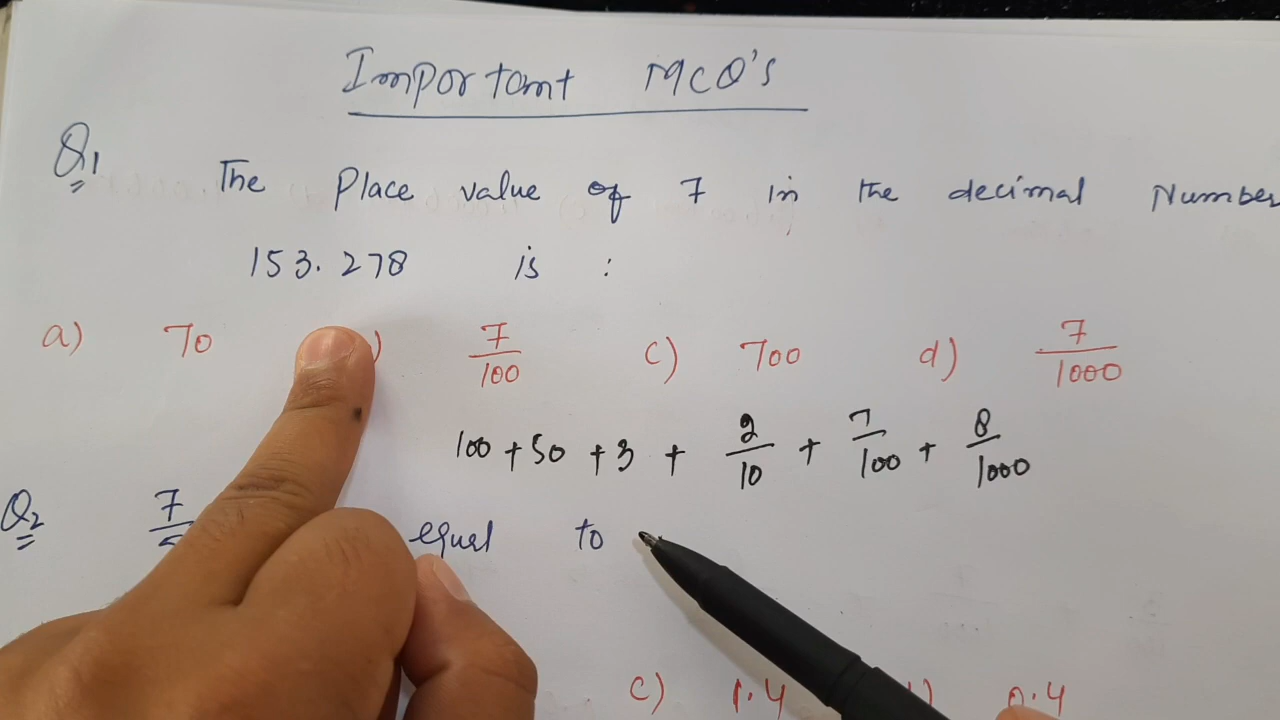 Important MCQ's
Q1 The Place value of 7 in the decimal Number
153.278 is :
a) 70 ) 7/100 c) 700 d) 7/1000
100 + 50 + 3 + 2/10 + 7/100 + 8/1000
Q2 7 equal to
c) 1.4 ) 0.4